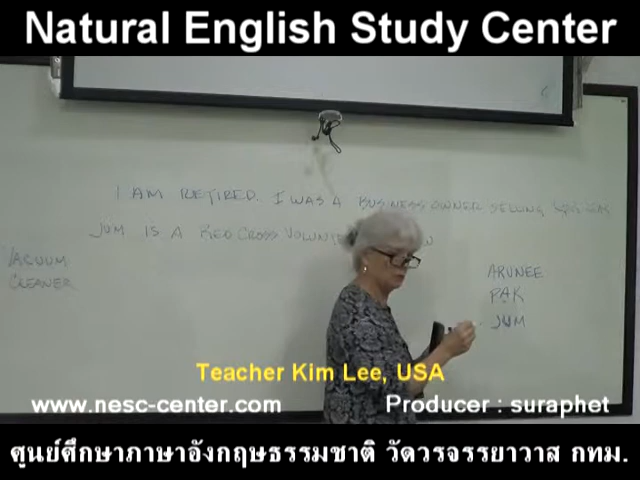 Natural English Study Center
I AM RETIRED. I WAS A BUSINESS OWNER SELLING
JUM IS A RED CROSS
VACUUM
CLEANER
ARUNEE
PAK
JUM
Teacher Kim Lee, USA
www.nesc-center.com
Producer : suraphet
ศูนย์ศึกษาภาษาอังกฤษธรรมชาติ วัดวรจรรยาวาส กทม.